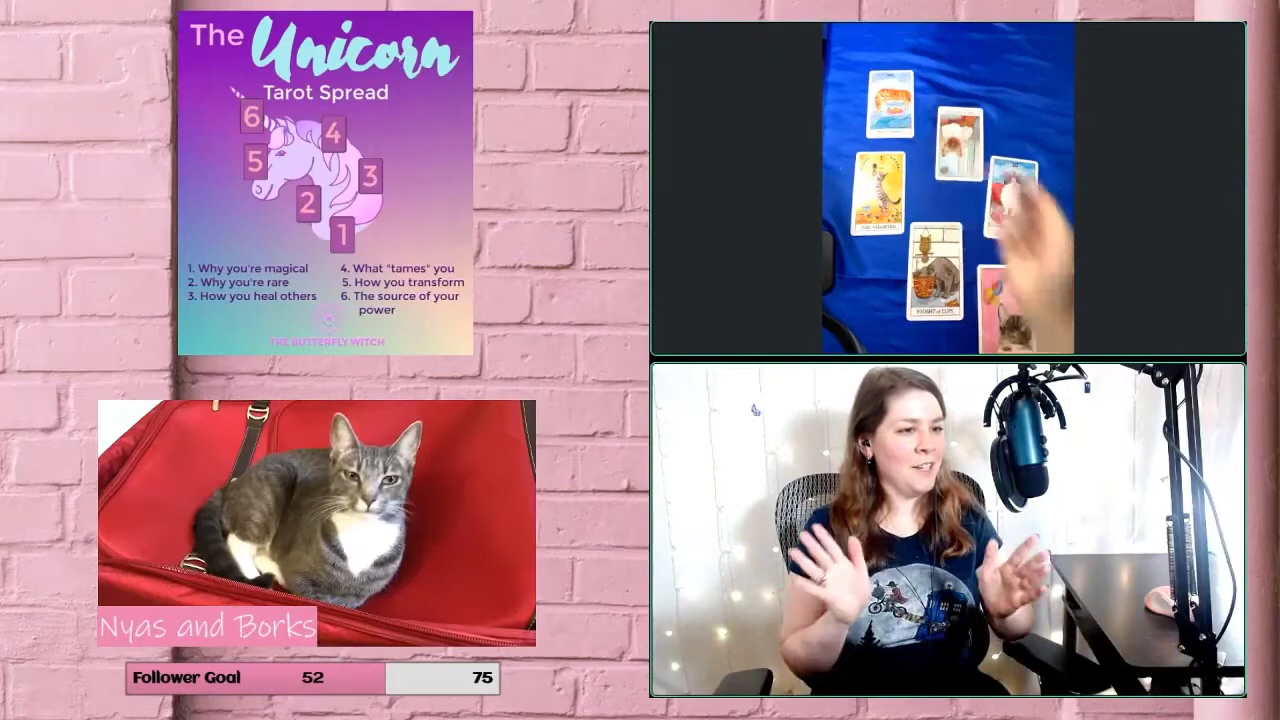 The Unicorn
Tarot Spread
6
4
5
3
2
1
1. Why you're magical
2. Why you're rare
3. How you heal others
4. What "tames" you
5. How you transform
6. The source of your
power
THE BUTTERFLY WITCH
KNIGHT of CUPS
Nyas and Borks
Follower Goal 52 75